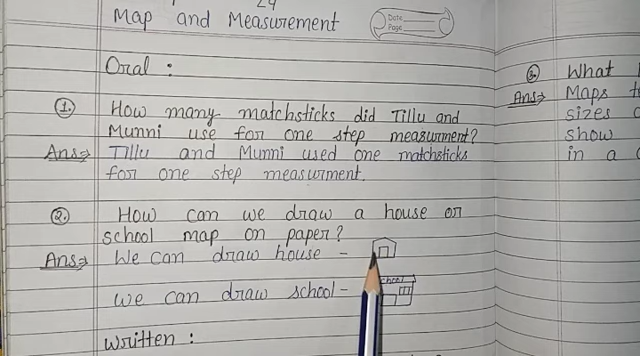 24
Map and Measurement
Date
Page
Oral :
1. How many matchsticks did Tillu and
Munni use for one step measurment?
Ans⇒ Tillu and Munni used one matchsticks
for one step measurment.
2. How can we draw a house or
school map on paper?
Ans⇒ We can draw house -
we can draw school -
Written :
3. What
Ans⇒ Maps
sizes
show
in a